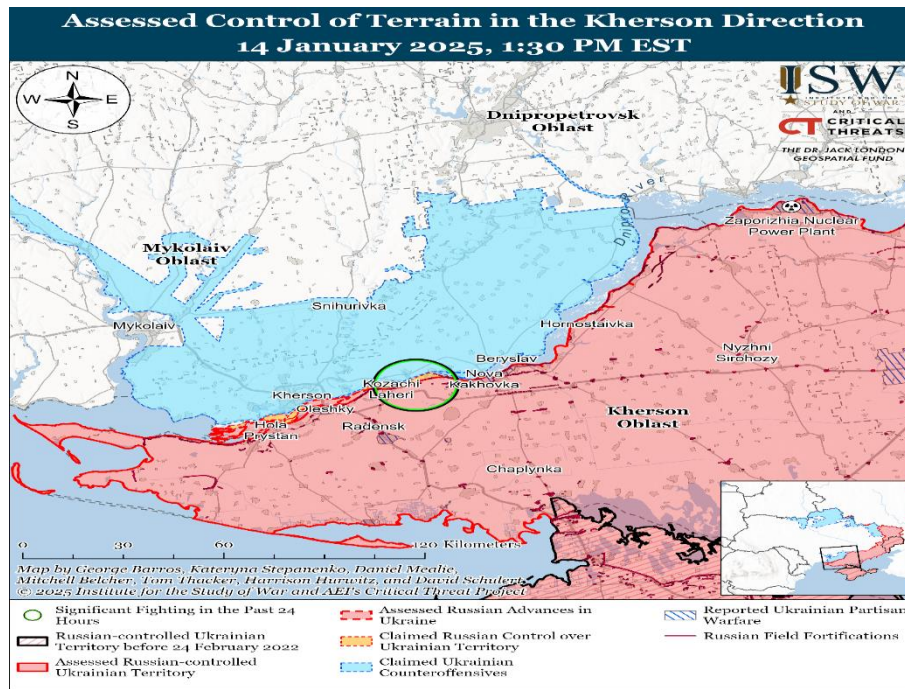 Assessed Control of Terrain in the Kherson Direction
14 January 2025, 1:30 PM EST
N
W E
S
ISW
STUDY OF WAR
AND
CT CRITICAL
THREATS
THE DR. JACK LONDON
GEOSPATIAL FUND
Dnipropetrovsk
Oblast
Dnipro River
Zaporizhia Nuclear
Power Plant
Mykolaiv
Oblast
Snihurivka
Mykolaiv
Hornostaivka
Nyzhni
Sirohozy
Beryslav
Nova
Kakhovka
Kozachi
Laheri
Kherson
Oleshky
Hola
Prystan
Radensk
Kherson
Oblast
Chaplynka
0 30 60 120 Kilometers
Map by George Barros, Kateryna Stepanenko, Daniel Mealie,
Mitchell Belcher, Tom Thacker, Harrison Hurwitz, and David Schulert
© 2025 Institute for the Study of War and AEI's Critical Threat Project
Significant Fighting in the Past 24
Hours
Russian-controlled Ukrainian
Territory before 24 February 2022
Assessed Russian-controlled
Ukrainian Territory
Assessed Russian Advances in
Ukraine
Claimed Russian Control over
Ukrainian Territory
Claimed Ukrainian
Counteroffensives
Reported Ukrainian Partisan
Warfare
Russian Field Fortifications